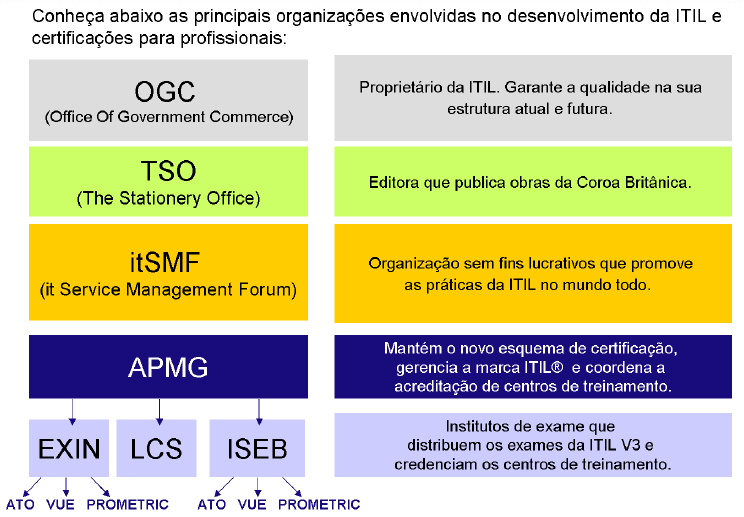 Conheça abaixo as principais organizações envolvidas no desenvolvimento da ITIL e
certificações para profissionais:
OGC
(Office Of Government Commerce)
Proprietário da ITIL. Garante a qualidade na sua
estrutura atual e futura.
TSO
(The Stationery Office)
Editora que publica obras da Coroa Britânica.
itSMF
(it Service Management Forum)
Organização sem fins lucrativos que promove
as práticas da ITIL no mundo todo.
APMG
Mantém o novo esquema de certificação,
gerencia a marca ITIL® e coordena a
acreditação de centros de treinamento.
EXIN
LCS
ISEB
Institutos de exame que
distribuem os exames da ITIL V3 e
credenciam os centros de treinamento.
ATO VUE PROMETRIC
ATO VUE PROMETRIC